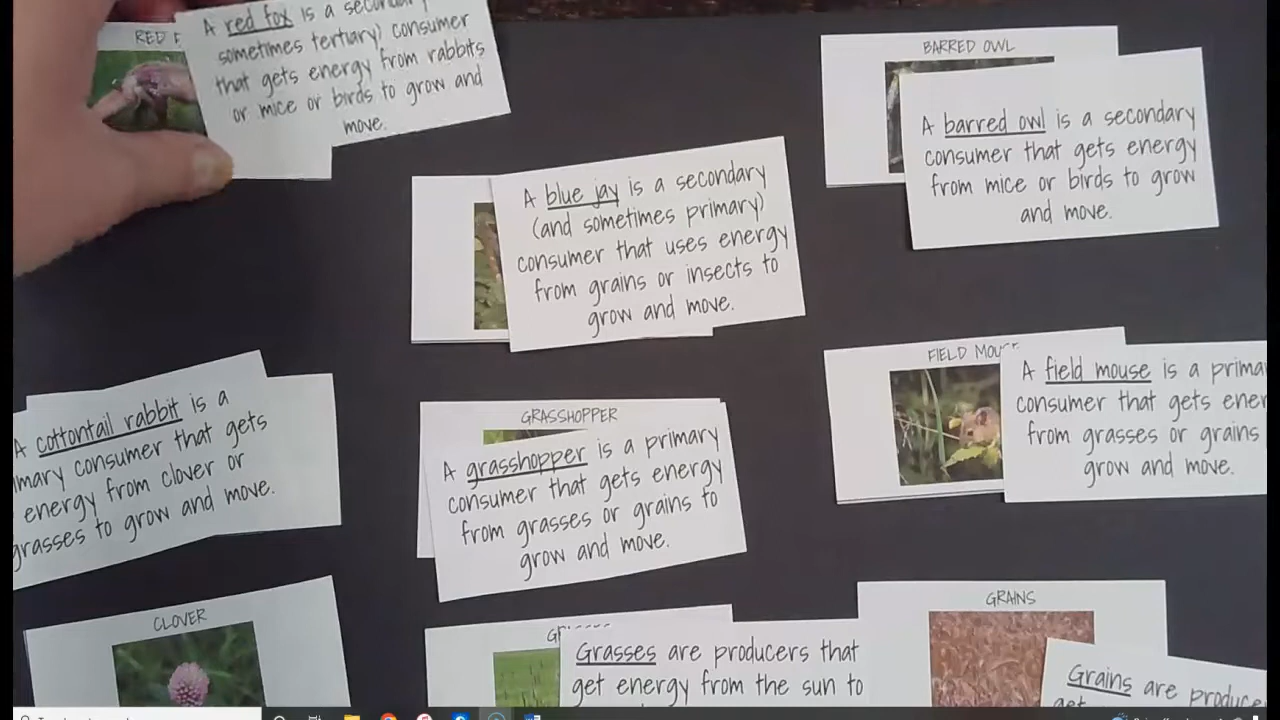 RED
A red fox is a
sometimes tertiary) consumer
that gets energy from rabbits
or mice or birds to grow and
move.
BARRED OWL
A barred owl is a secondary
consumer that gets energy
from mice or birds to grow
and move.
A blue jay is a secondary
(and sometimes primary)
consumer that uses energy
from grains or insects to
grow and move.
FIELD
A field mouse is a
consumer that gets
from grasses or grains
grow and move.
A cottontail rabbit is a
consumer that gets
energy from clover or
grasses to grow and move.
GRASSHOPPER
A grasshopper is a primary
consumer that gets energy
from grasses or grains to
grow and move.
CLOVER
Grasses are producers that
get energy from the sun to
GRAINS
Grains are